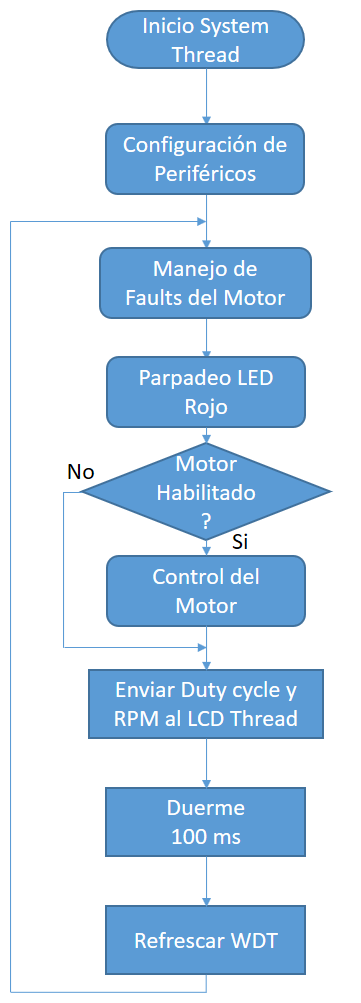 Inicio System
Thread
Configuración de
Periféricos
Manejo de
Faults del Motor
Parpadeo LED
Rojo
No
Motor
Habilitado
?
Si
Control del
Motor
Enviar Duty cycle y
RPM al LCD Thread
Duerme
100 ms
Refrescar WDT